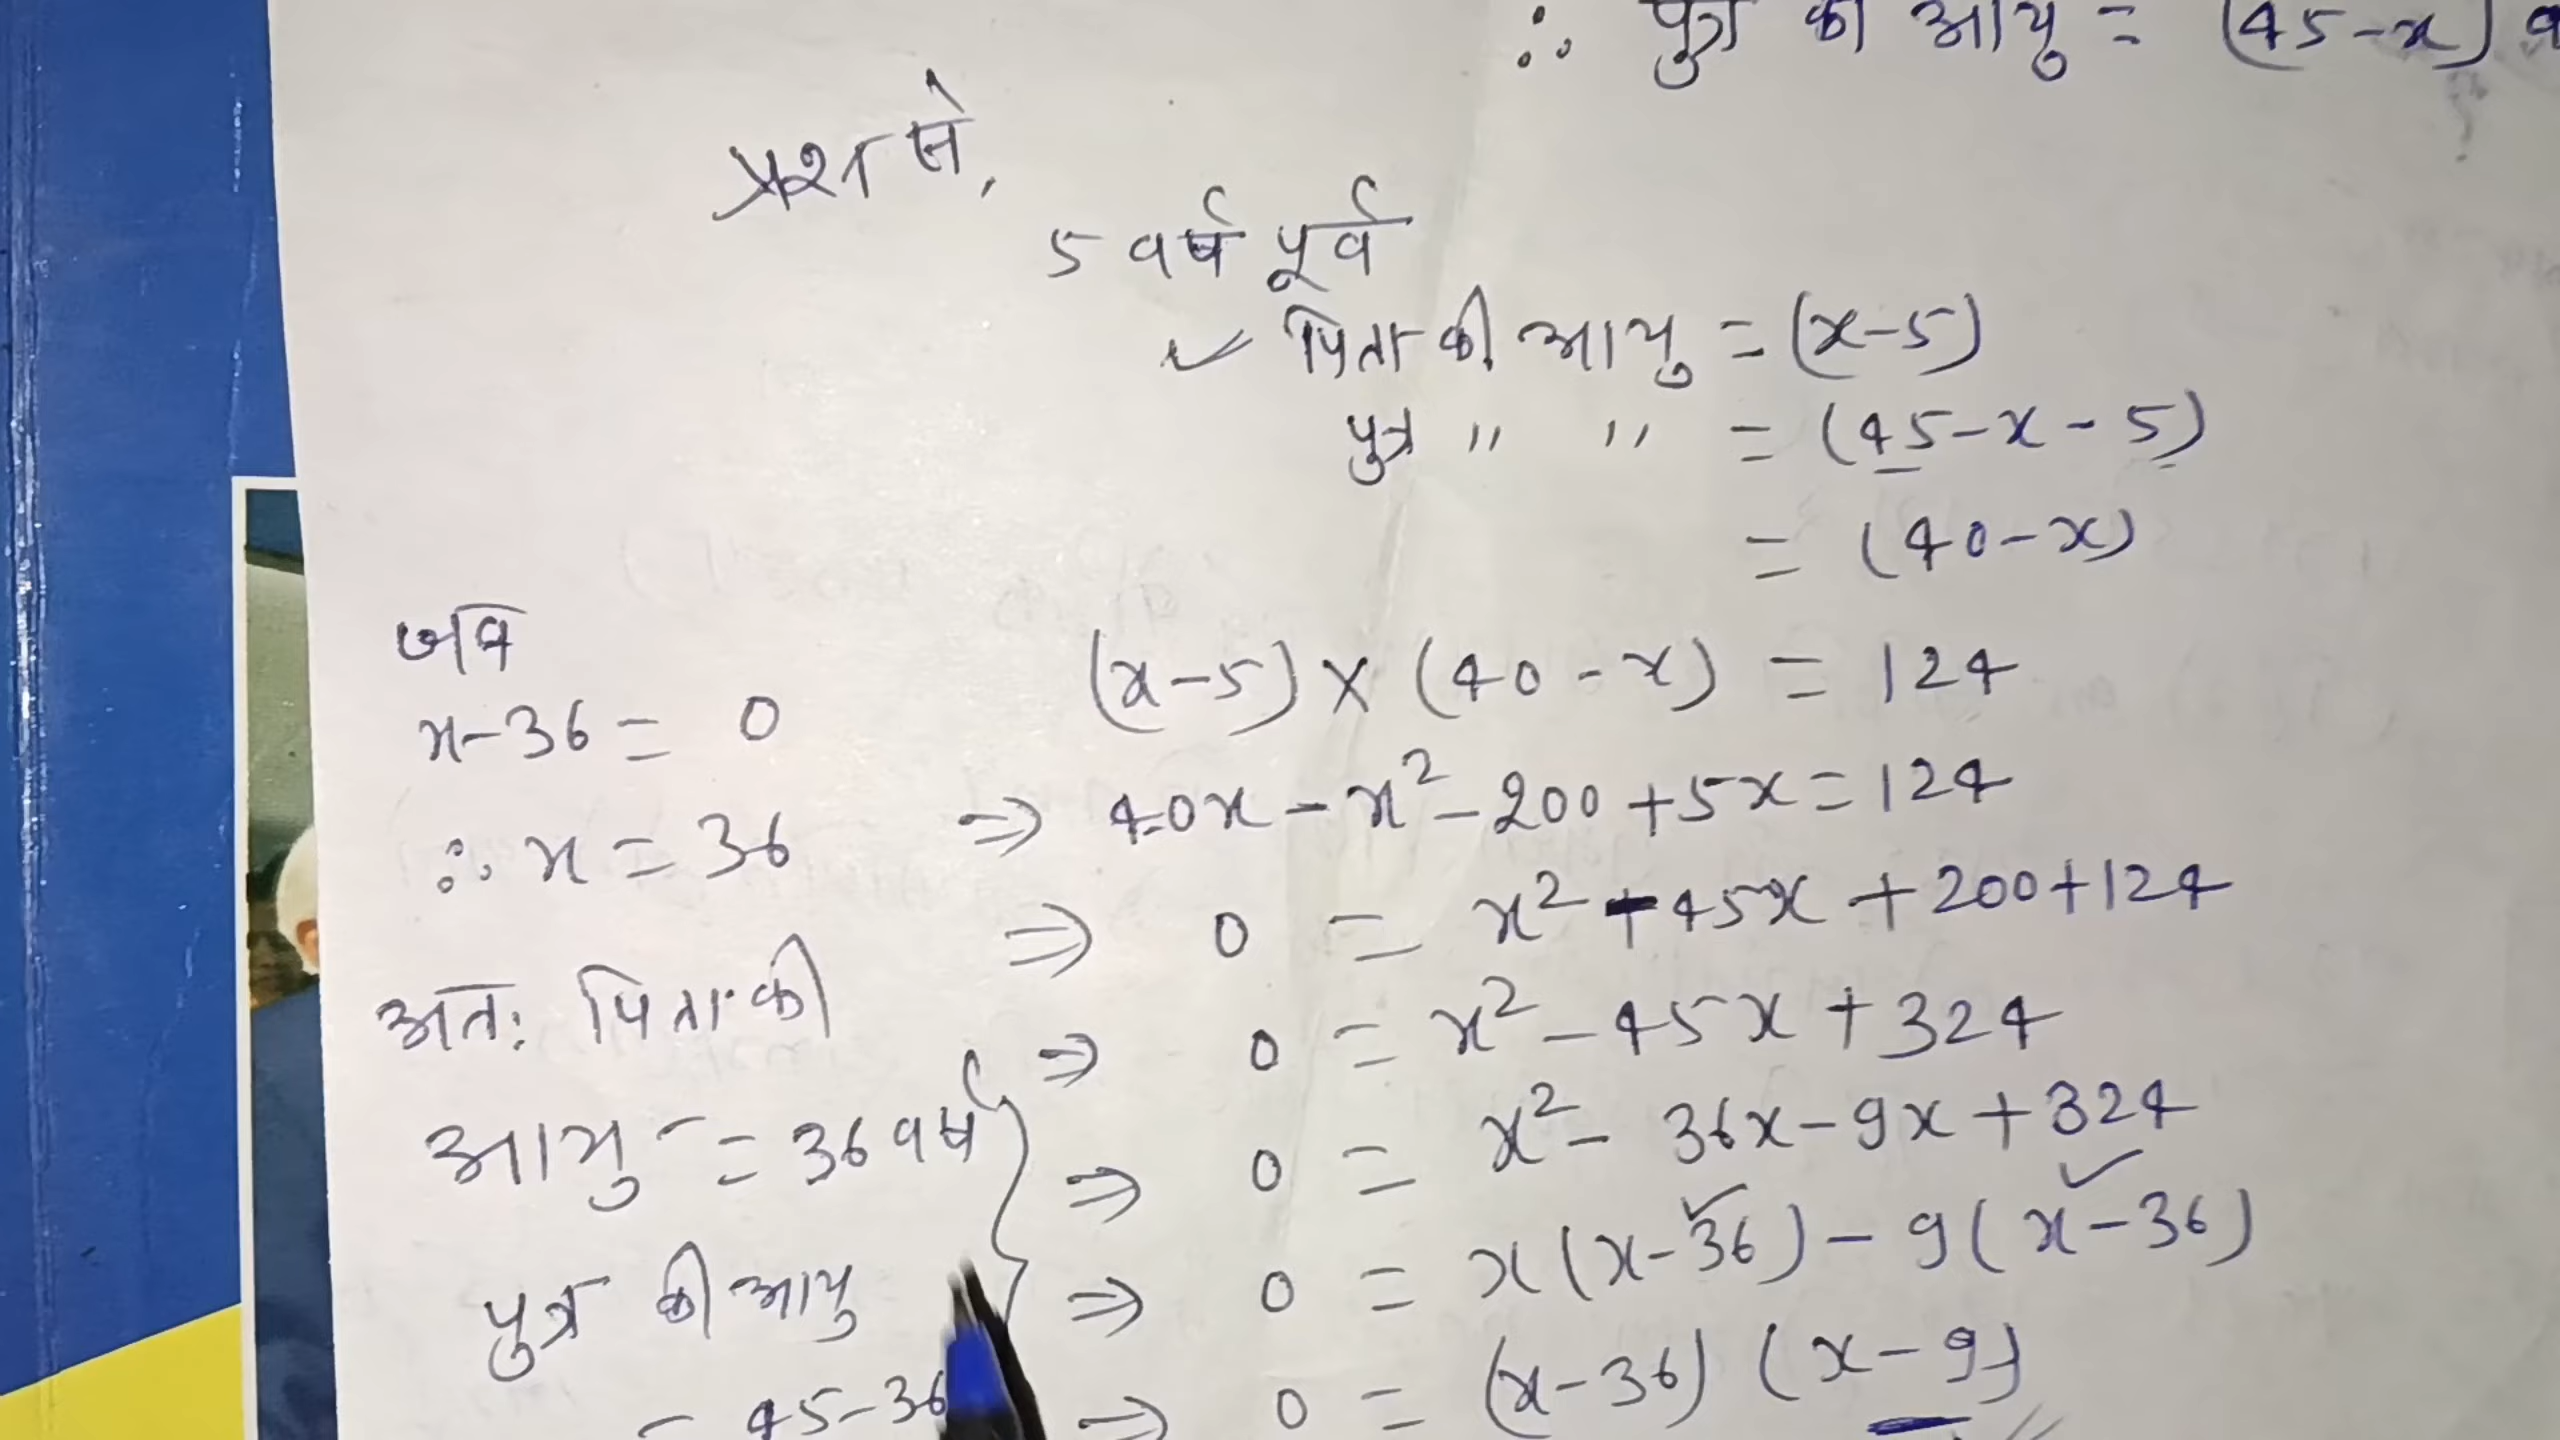 ∴ पुत्र की आयु = (45-x) व
प्रश्न से,
5 वर्ष पूर्व
✓ पिता की आयु = (x-5)
पुत्र " " = (45-x-5)
= (40-x)
(x-5) × (40-x) = 124
⇒ 40x - x² - 200 + 5x = 124
⇒ 0 = x² - 45x + 200 + 124
⇒ 0 = x² - 45x + 324
⇒ 0 = x² - 36x - 9x + 324
⇒ 0 = x(x-36) - 9(x-36)
⇒ 0 = (x-36) (x-9)
जब
x-36 = 0
∴ x = 36
अतः पिता की
आयु = 36 वर्ष
पुत्र की आयु
= 45-36